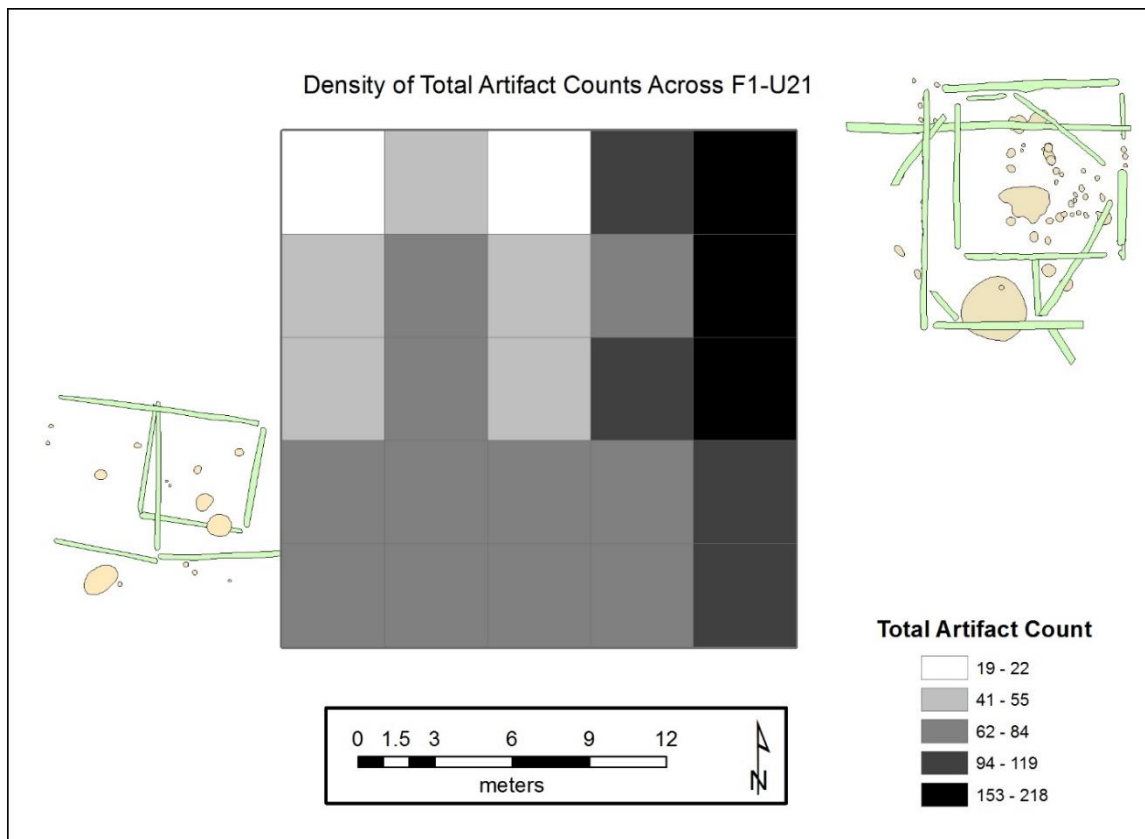 Density of Total Artifact Counts Across F1-U21
Total Artifact Count
19 - 22
41 - 55
62 - 84
94 - 119
153 - 218
0 1.5 3 6 9 12
meters
N